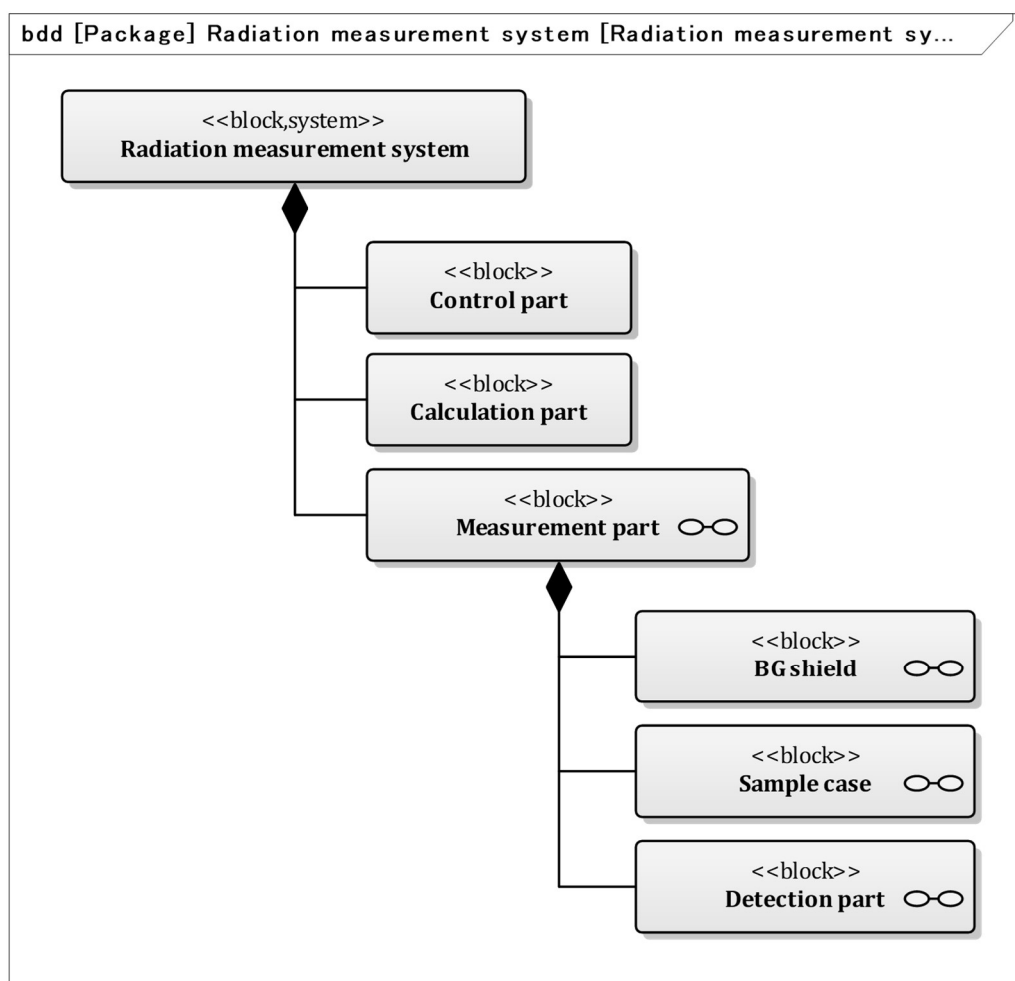 bdd [Package] Radiation measurement system [Radiation measurement sy...
<<block,system>>
Radiation measurement system
<<block>>
Control part
<<block>>
Calculation part
<<block>>
Measurement part
<<block>>
BG shield
<<block>>
Sample case
<<block>>
Detection part